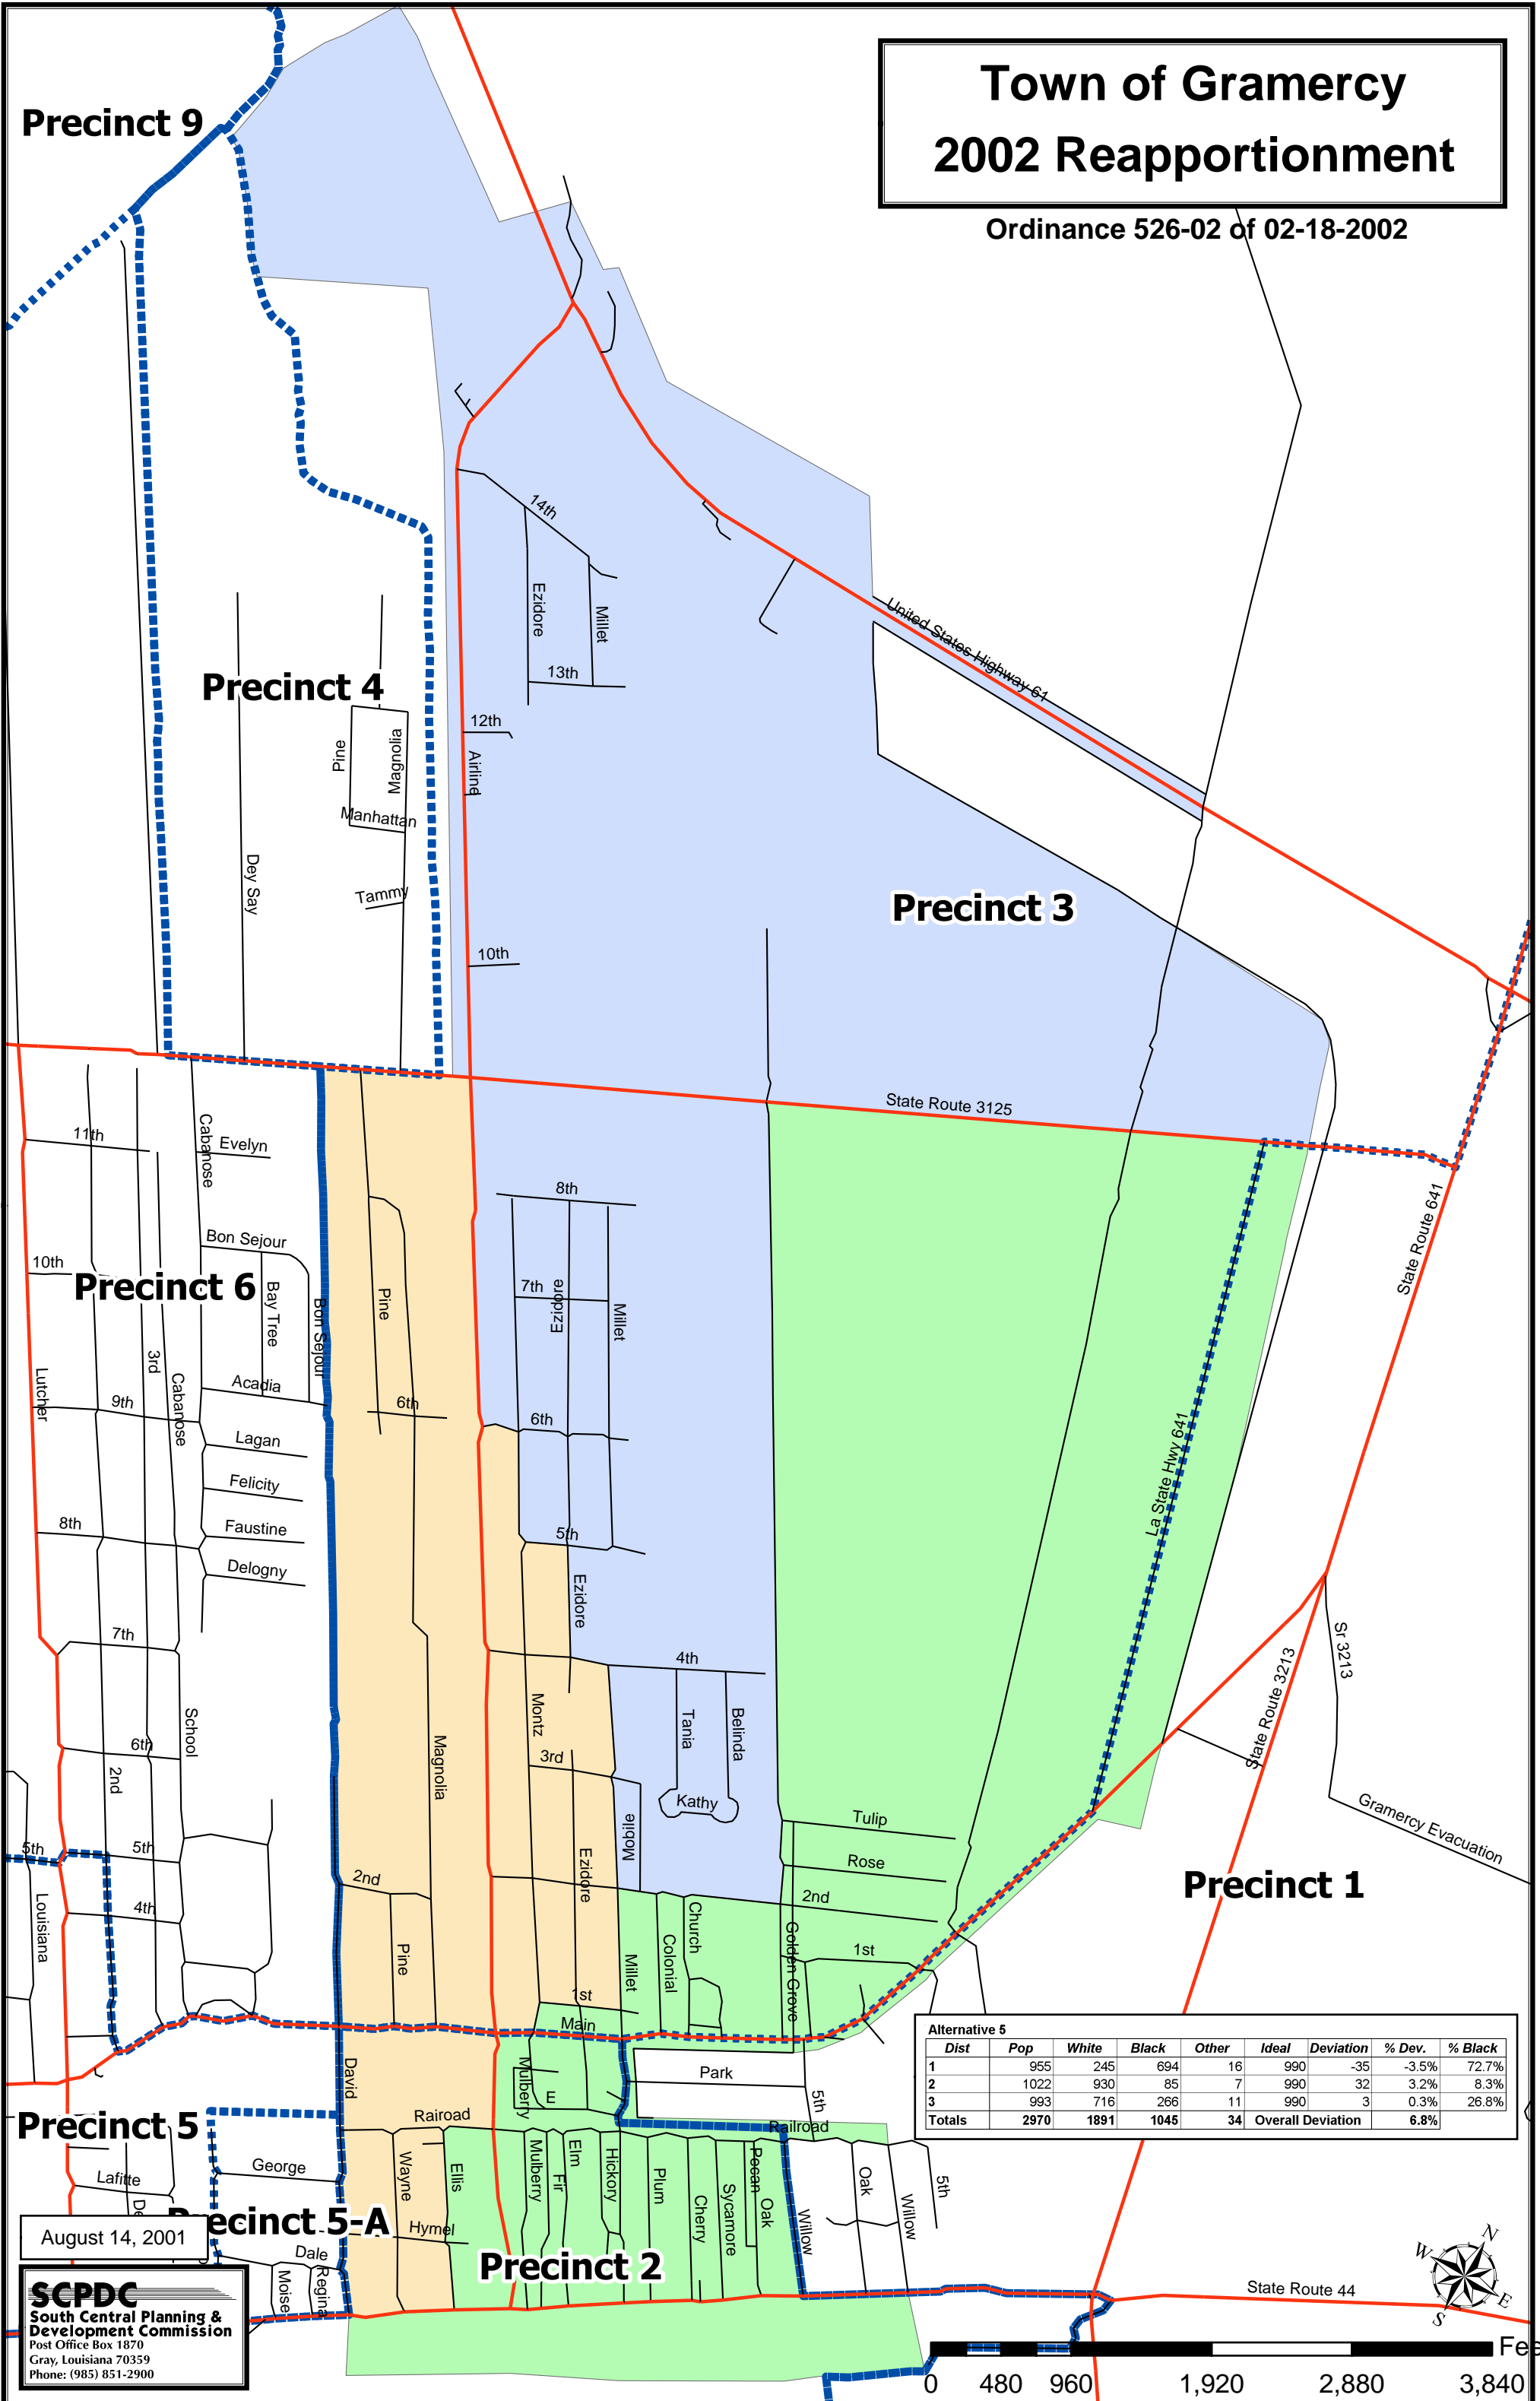 Town of Gramercy
2002 Reapportionment
Ordinance 526-02 of 02-18-2002
Precinct 9
14th
Ezidore
Millet
United States Highway 61
13th
Precinct 4
12th
Pine
Magnolia
Airline
Manhattan
Dey Say
Tammy
Precinct 3
10th
State Route 3125
11th
Cabanose
Evelyn
8th
State Route 641
Bon Sejour
10th
Precinct 6
Bay Tree
Bon Sejour
Pine
7th
Ezidore
Millet
3rd
Lutcher
Cabanose
Acadia
9th
6th
6th
La State Hwy 641
Lagan
Felicity
8th
Faustine
5th
Delogny
Ezidore
7th
4th
Sr 3213
State Route 3213
School
Montz
Tania
Belinda
6th
Magnolia
3rd
2nd
Kathy
Mobile
Tulip
Gramercy Evacuation
5th
5th
Rose
2nd
Ezidore
2nd
Precinct 1
Louisiana
4th
Church
Colonial
Golden Grove
Pine
Millet
1st
1st
Main
David
Mulberry
E
Park
5th
Precinct 5
Rairoad
Railroad
George
Lafitte
De
Wayne
Ellis
Mulberry
Fir
Elm
Hickory
Plum
Cherry
Sycamore
Pecan
Oak
Willow
Oak
Willow
5th
Precinct 5-A
Hymel
Dale
Moise
Regina
Precinct 2
State Route 44
Alternative 5
Dist Pop White Black Other Ideal Deviation % Dev. % Black
1 955 245 694 16 990 -35 -3.5% 72.7%
2 1022 930 85 7 990 32 3.2% 8.3%
3 993 716 266 11 990 3 0.3% 26.8%
Totals 2970 1891 1045 34 Overall Deviation 6.8%
August 14, 2001
SCPDC
South Central Planning &
Development Commission
Post Office Box 1870
Gray, Louisiana 70359
Phone: (985) 851-2900
N
W
E
S
Fee
0 480 960 1,920 2,880 3,840